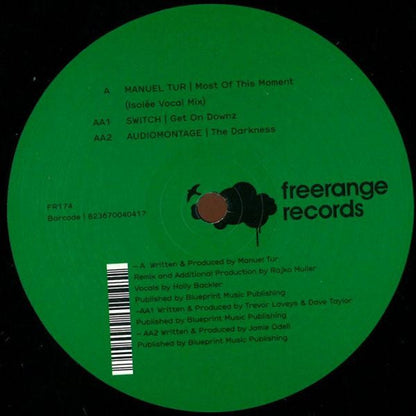 A MANUEL TUR | Most Of This Moment
(Isolée Vocal Mix)
AA1 SWITCH | Get On Downz
AA2 AUDIOMONTAGE | The Darkness
freerange
records
FR174
Barcode | 823867004041?
- A Written & Produced by Manuel Tur
Remix and Additional Production by Rajko Muller
Vocals by Holly Backler
Published by Blueprint Music Publishing
-AA1 Written & Produced by Trevor Loveys & Dave Taylor
Published by Blueprint Music Publishing
- AA2 Written & Produced by Jamie Odell
Published by Blueprint Music Publishing